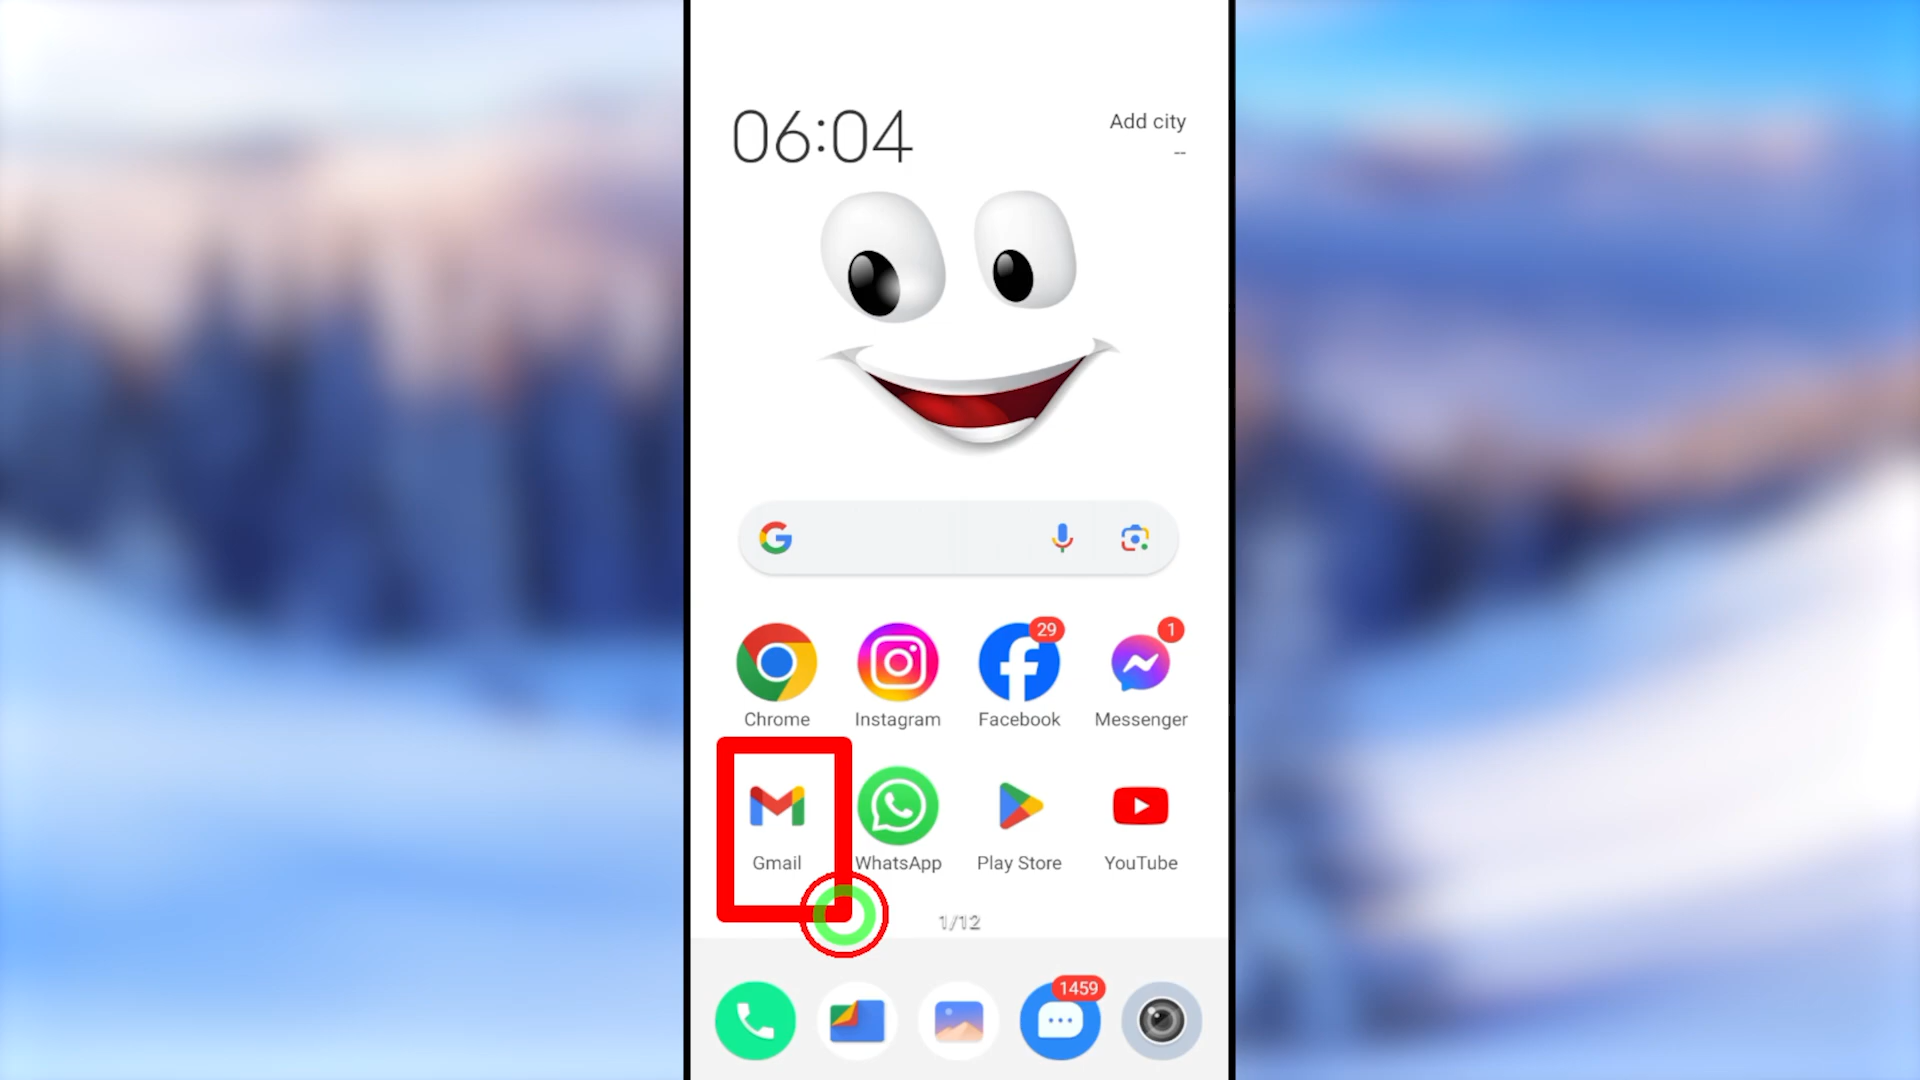 06:04
Add city
--
29
1
Chrome
Instagram
Facebook
Messenger
Gmail
WhatsApp
Play Store
YouTube
1/12
1459